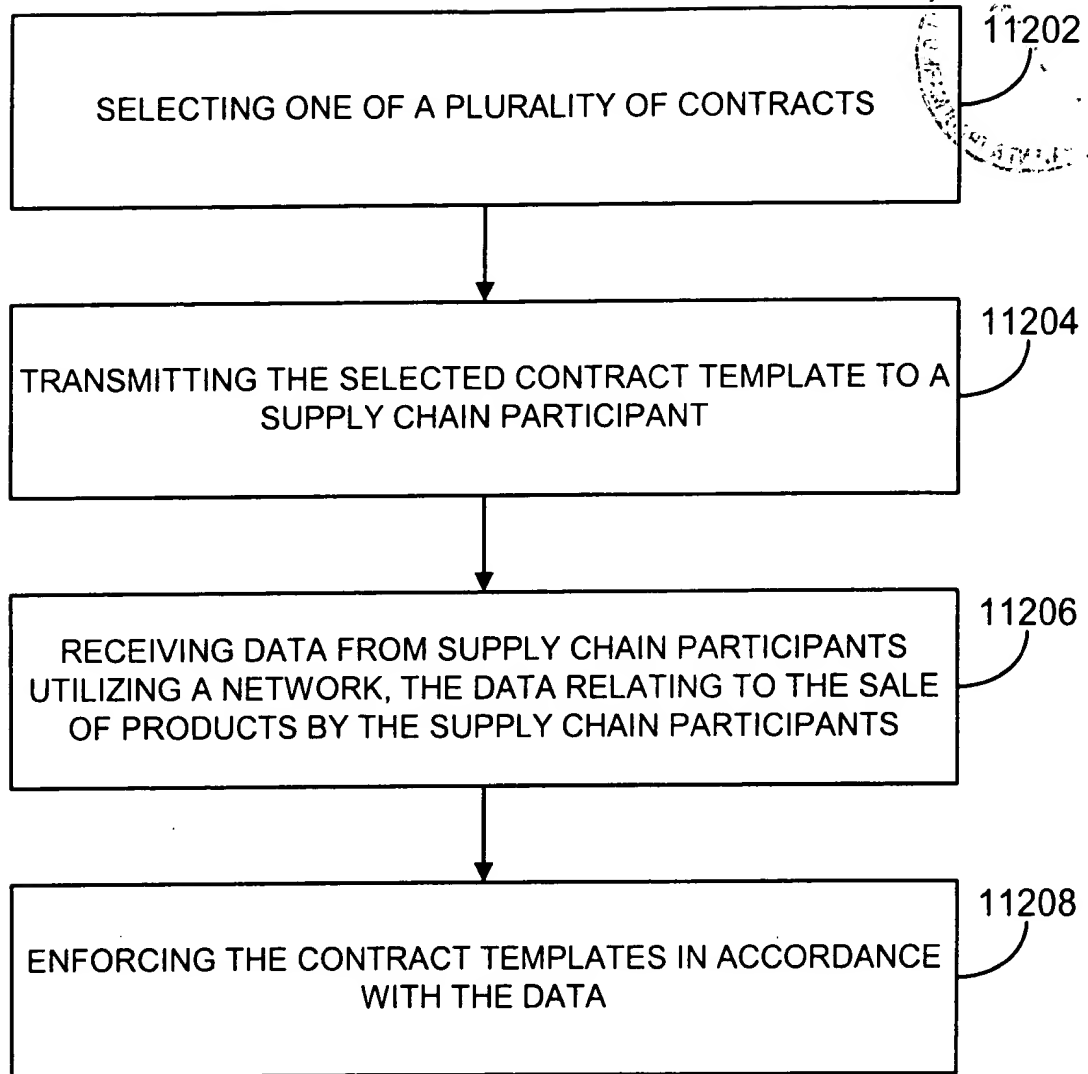 11202
SELECTING ONE OF A PLURALITY OF CONTRACTS
11204
TRANSMITTING THE SELECTED CONTRACT TEMPLATE TO A
SUPPLY CHAIN PARTICIPANT
11206
RECEIVING DATA FROM SUPPLY CHAIN PARTICIPANTS
UTILIZING A NETWORK, THE DATA RELATING TO THE SALE
OF PRODUCTS BY THE SUPPLY CHAIN PARTICIPANTS
11208
ENFORCING THE CONTRACT TEMPLATES IN ACCORDANCE
WITH THE DATA